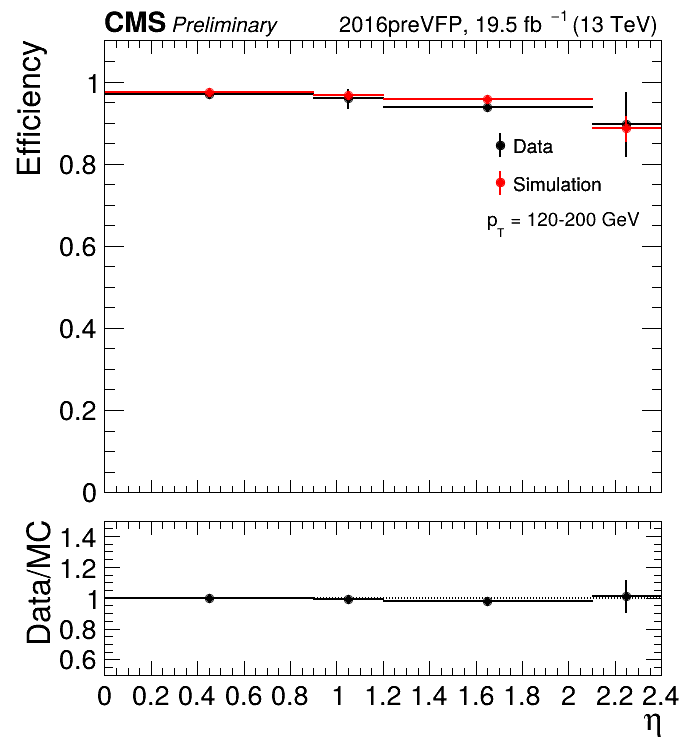 CMS Preliminary 2016preVFP, 19.5 fb⁻¹ (13 TeV)
Efficiency
1
0.8
0.6
0.4
0.2
0
Data
Simulation
p_T = 120-200 GeV
Data/MC
1.4
1.2
1
0.8
0.6
0 0.2 0.4 0.6 0.8 1 1.2 1.4 1.6 1.8 2 2.2 2.4
η